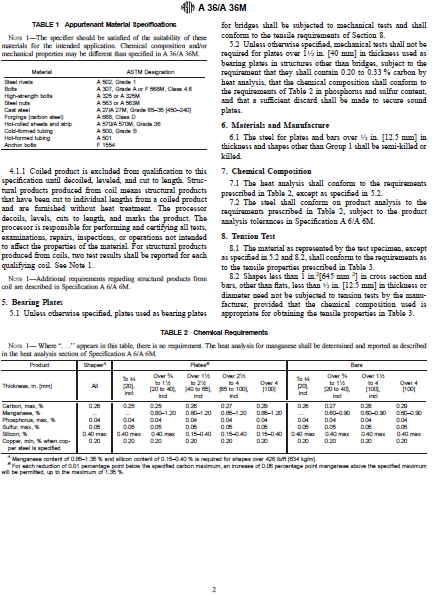 A 36/A 36M
TABLE 1 Appurtenant Material Specifications
NOTE 1—The specifier should be satisfied of the suitability of these
materials for the intended application. Chemical composition and/or
mechanical properties may be different than specified in A 36/A 36M.
Material ASTM Designation
Steel rivets A 502, Grade 1
Bolts A 307, Grade A or F 568M, Class 4.6
High-strength bolts A 325 or A 325M
Steel nuts A 563 or A 563M
Cast steel A 27/A 27M, Grade 65–35 [450–240]
Forgings (carbon steel) A 668, Class D
Hot-rolled sheets and strip A 570/A 570M, Grade 36
Cold-formed tubing A 500, Grade B
Hot-formed tubing A 501
Anchor bolts F 1554
4.1.1 Coiled product is excluded from qualification to this
specification until decoiled, leveled, and cut to length. Struc-
tural products produced from coil means structural products
that have been cut to individual lengths from a coiled product
and are furnished without heat treatment. The processor
decoils, levels, cuts to length, and marks the product. The
processor is responsible for performing and certifying all tests,
examinations, repairs, inspections, or operations not intended
to affect the properties of the material. For structural products
produced from coils, two test results shall be reported for each
qualifying coil. See Note 1.
NOTE 1—Additional requirements regarding structural products from
coil are described in Specification A 6/A 6M.
5. Bearing Plates
5.1 Unless otherwise specified, plates used as bearing plates
for bridges shall be subjected to mechanical tests and shall
conform to the tensile requirements of Section 8.
5.2 Unless otherwise specified, mechanical tests shall not be
required for plates over 1½ in. [40 mm] in thickness used as
bearing plates in structures other than bridges, subject to the
requirement that they shall contain 0.20 to 0.33 % carbon by
heat analysis, that the chemical composition shall conform to
the requirements of Table 2 in phosphorus and sulfur content,
and that a sufficient discard shall be made to secure sound
plates.
6. Materials and Manufacture
6.1 The steel for plates and bars over ½ in. [12.5 mm] in
thickness and shapes other than Group 1 shall be semi-killed or
killed.
7. Chemical Composition
7.1 The heat analysis shall conform to the requirements
prescribed in Table 2, except as specified in 5.2.
7.2 The steel shall conform on product analysis to the
requirements prescribed in Table 2, subject to the product
analysis tolerances in Specification A 6/A 6M.
8. Tension Test
8.1 The material as represented by the test specimen, except
as specified in 5.2 and 8.2, shall conform to the requirements as
to the tensile properties prescribed in Table 3.
8.2 Shapes less than 1 in.²[645 mm ²] in cross section and
bars, other than flats, less than ½ in. [12.5 mm] in thickness or
diameter need not be subjected to tension tests by the manu-
facturer, provided that the chemical composition used is
appropriate for obtaining the tensile properties in Table 3.
TABLE 2 Chemical Requirements
NOTE 1— Where “. . .” appears in this table, there is no requirement. The heat analysis for manganese shall be determined and reported as described
in the heat analysis section of Specification A 6/A 6M.
Product Shapes^A Plates^B Bars
Thickness, in. [mm] All To ¾ [20], incl Over ¾ to 1½ [20 to 40], incl Over 1½ to 2½ [40 to 65], incl Over 2½ to 4 [65 to 100], incl Over 4 [100] To ¾ [20], incl Over ¾ to 1½ [20 to 40], incl Over 1½ to 4 [100], incl Over 4 [100]
Carbon, max, % 0.26 0.25 0.25 0.26 0.27 0.29 0.26 0.27 0.28 0.29
Manganese, % ... ... 0.80–1.20 0.80–1.20 0.85–1.20 0.85–1.20 ... 0.60–0.90 0.60–0.90 0.60–0.90
Phosphorus, max, % 0.04 0.04 0.04 0.04 0.04 0.04 0.04 0.04 0.04 0.04
Sulfur, max, % 0.05 0.05 0.05 0.05 0.05 0.05 0.05 0.05 0.05 0.05
Silicon, % 0.40 max 0.40 max 0.40 max 0.15–0.40 0.15–0.40 0.15–0.40 0.40 max 0.40 max 0.40 max 0.40 max
Copper, min, % when cop- 0.20 0.20 0.20 0.20 0.20 0.20 0.20 0.20 0.20 0.20
per steel is specified
^A Manganese content of 0.85–1.35 % and silicon content of 0.15–0.40 % is required for shapes over 426 lb/ft [634 kg/m].
^B For each reduction of 0.01 percentage point below the specified carbon maximum, an increase of 0.06 percentage point manganese above the specified maximum
will be permitted, up to the maximum of 1.35 %.
2